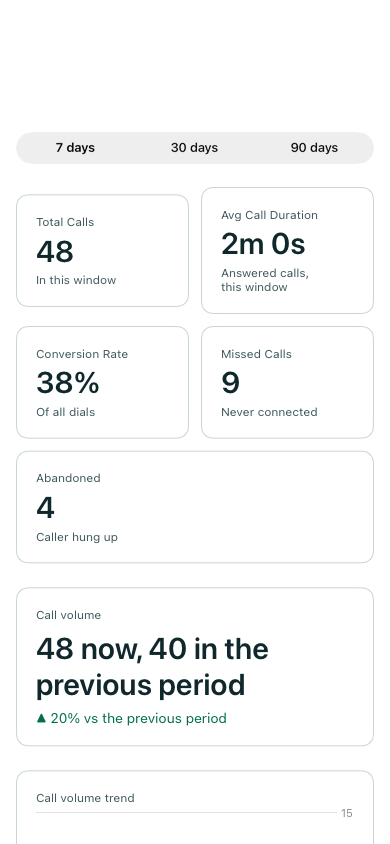 7 days
30 days
90 days
Total Calls
48
In this window
Avg Call Duration
2m 0s
Answered calls,
this window
Conversion Rate
38%
Of all dials
Missed Calls
9
Never connected
Abandoned
4
Caller hung up
Call volume
48 now, 40 in the
previous period
▲ 20% vs the previous period
Call volume trend
15